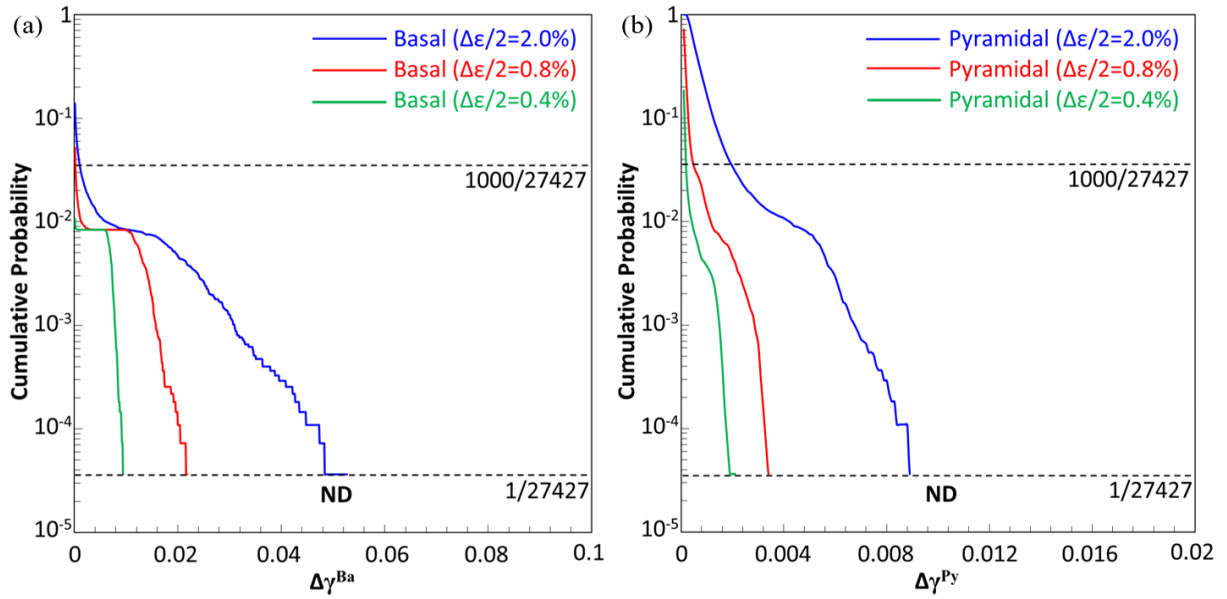 (a)
Cumulative Probability
1
10⁻¹
10⁻²
10⁻³
10⁻⁴
10⁻⁵
Basal (Δε/2=2.0%)
Basal (Δε/2=0.8%)
Basal (Δε/2=0.4%)
1000/27427
1/27427
ND
0 0.02 0.04 0.06 0.08 0.1
Δγᴮᵃ
(b)
Cumulative Probability
1
10⁻¹
10⁻²
10⁻³
10⁻⁴
10⁻⁵
Pyramidal (Δε/2=2.0%)
Pyramidal (Δε/2=0.8%)
Pyramidal (Δε/2=0.4%)
1000/27427
1/27427
ND
0 0.004 0.008 0.012 0.016 0.02
Δγᴾʸ